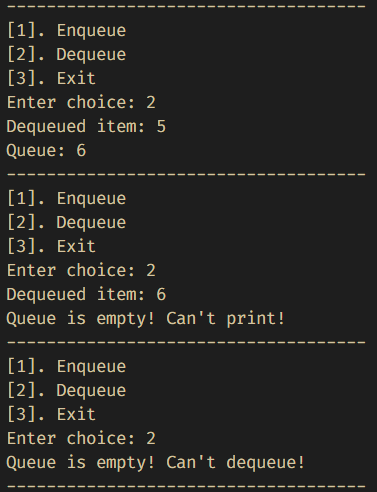 ------------------------------------
[1]. Enqueue
[2]. Dequeue
[3]. Exit
Enter choice: 2
Dequeued item: 5
Queue: 6
------------------------------------
[1]. Enqueue
[2]. Dequeue
[3]. Exit
Enter choice: 2
Dequeued item: 6
Queue is empty! Can't print!
------------------------------------
[1]. Enqueue
[2]. Dequeue
[3]. Exit
Enter choice: 2
Queue is empty! Can't dequeue!
------------------------------------